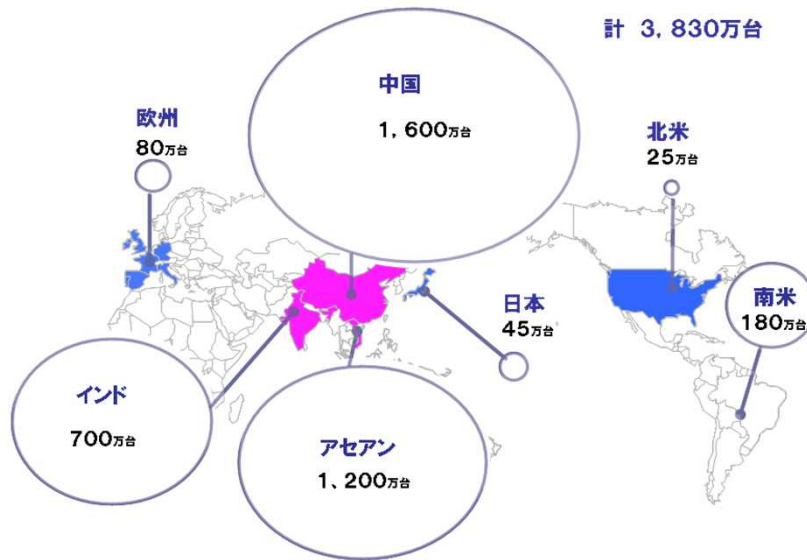 計 3，830万台
中国
1，600万台
欧州
80万台
北米
25万台
日本
45万台
南米
180万台
インド
700万台
アセアン
1、200万台